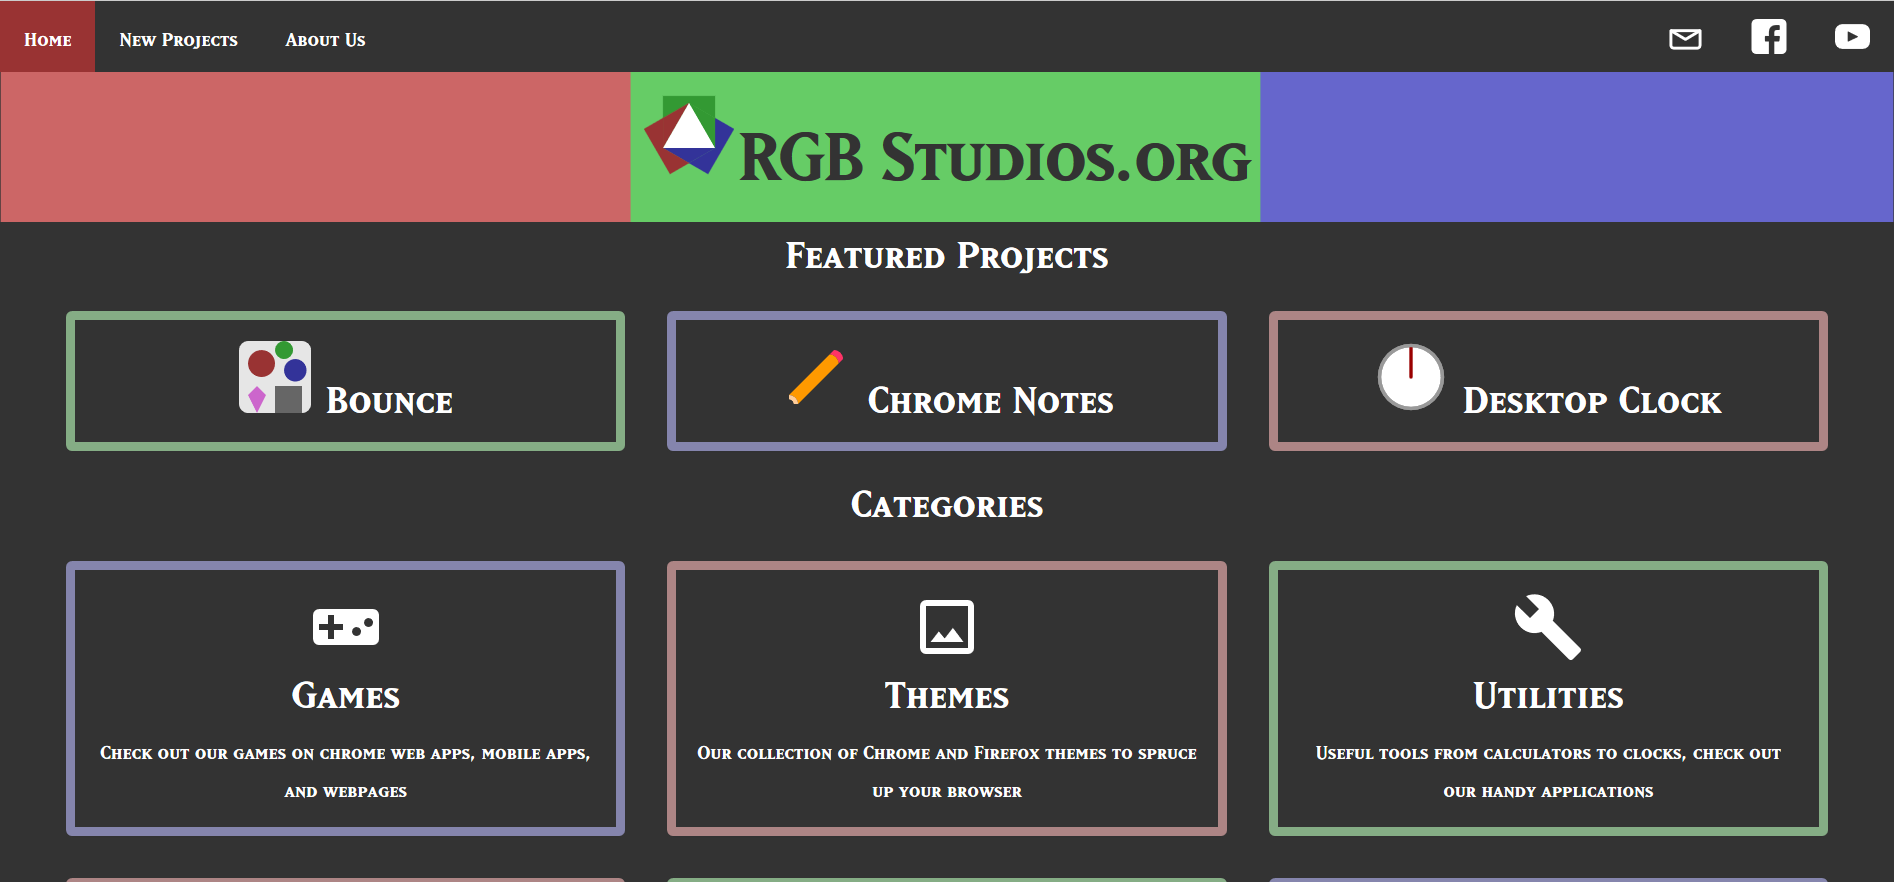 Home New Projects About Us
RGB Studios.org
Featured Projects
Bounce Chrome Notes Desktop Clock
Categories
Games
Check out our games on chrome web apps, mobile apps,
and webpages
Themes
Our collection of Chrome and Firefox themes to spruce
up your browser
Utilities
Useful tools from calculators to clocks, check out
our handy applications